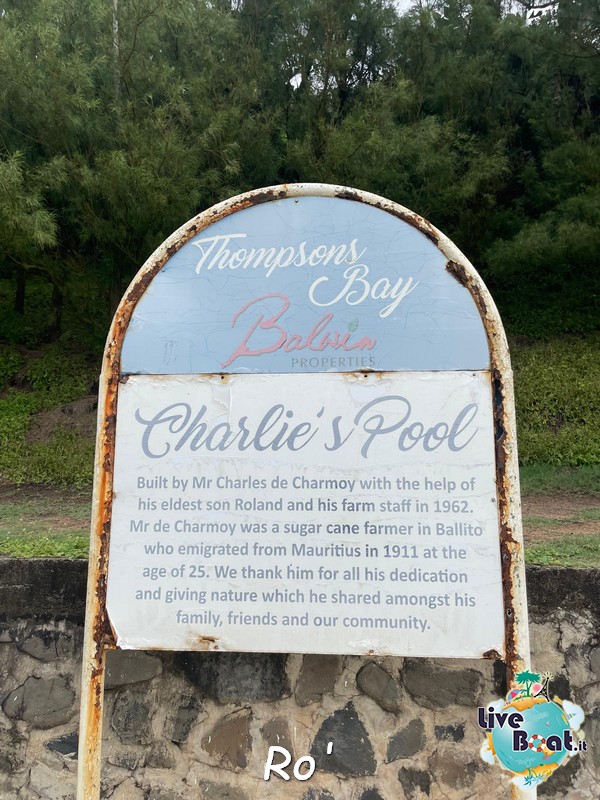 Thompsons
Bay
Balwin
PROPERTIES
Charlie's Pool
Built by Mr Charles de Charmoy with the help of
his eldest son Roland and his farm staff in 1962.
Mr de Charmoy was a sugar cane farmer in Ballito
who emigrated from Mauritius in 1911 at the
age of 25. We thank him for all his dedication
and giving nature which he shared amongst his
family, friends and our community.
Ro'
Live
Boat.it